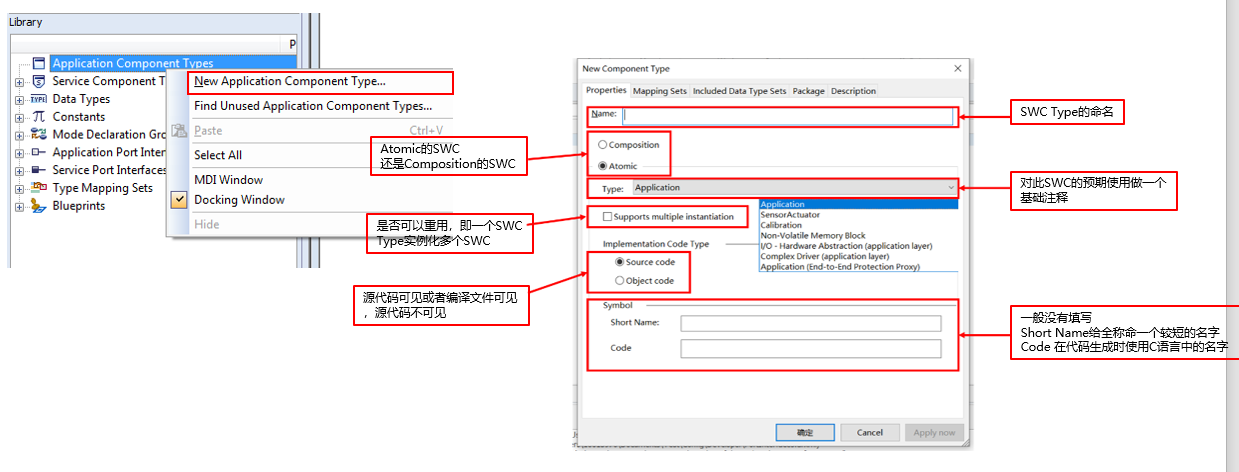 Library
P
Application Component Types
Service Component T
Data Types
Constants
Mode Declaration Gro
Application Port Inter
Service Port Interfaces
Type Mapping Sets
Blueprints
New Application Component Type...
Find Unused Application Component Types...
Paste Ctrl+V
Select All
MDI Window
Docking Window
Hide
Atomic的SWC
还是Composition的SWC
是否可以重用，即一个SWC
Type实例化多个SWC
源代码可见或者编译文件可见
，源代码不可见
New Component Type
Properties Mapping Sets Included Data Type Sets Package Description
Name:
Composition
Atomic
Type: Application
Application
SensorActuator
Calibration
Non-Volatile Memory Block
I/O - Hardware Abstraction (application layer)
Complex Driver (application layer)
Application (End-to-End Protection Proxy)
Supports multiple instantiation
Implementation Code Type
Source code
Object code
Symbol
Short Name:
Code
确定 Cancel Apply now
SWC Type的命名
对此SWC的预期使用做一个
基础注释
一般没有填写
Short Name给全称命一个较短的名字
Code 在代码生成时使用C语言中的名字